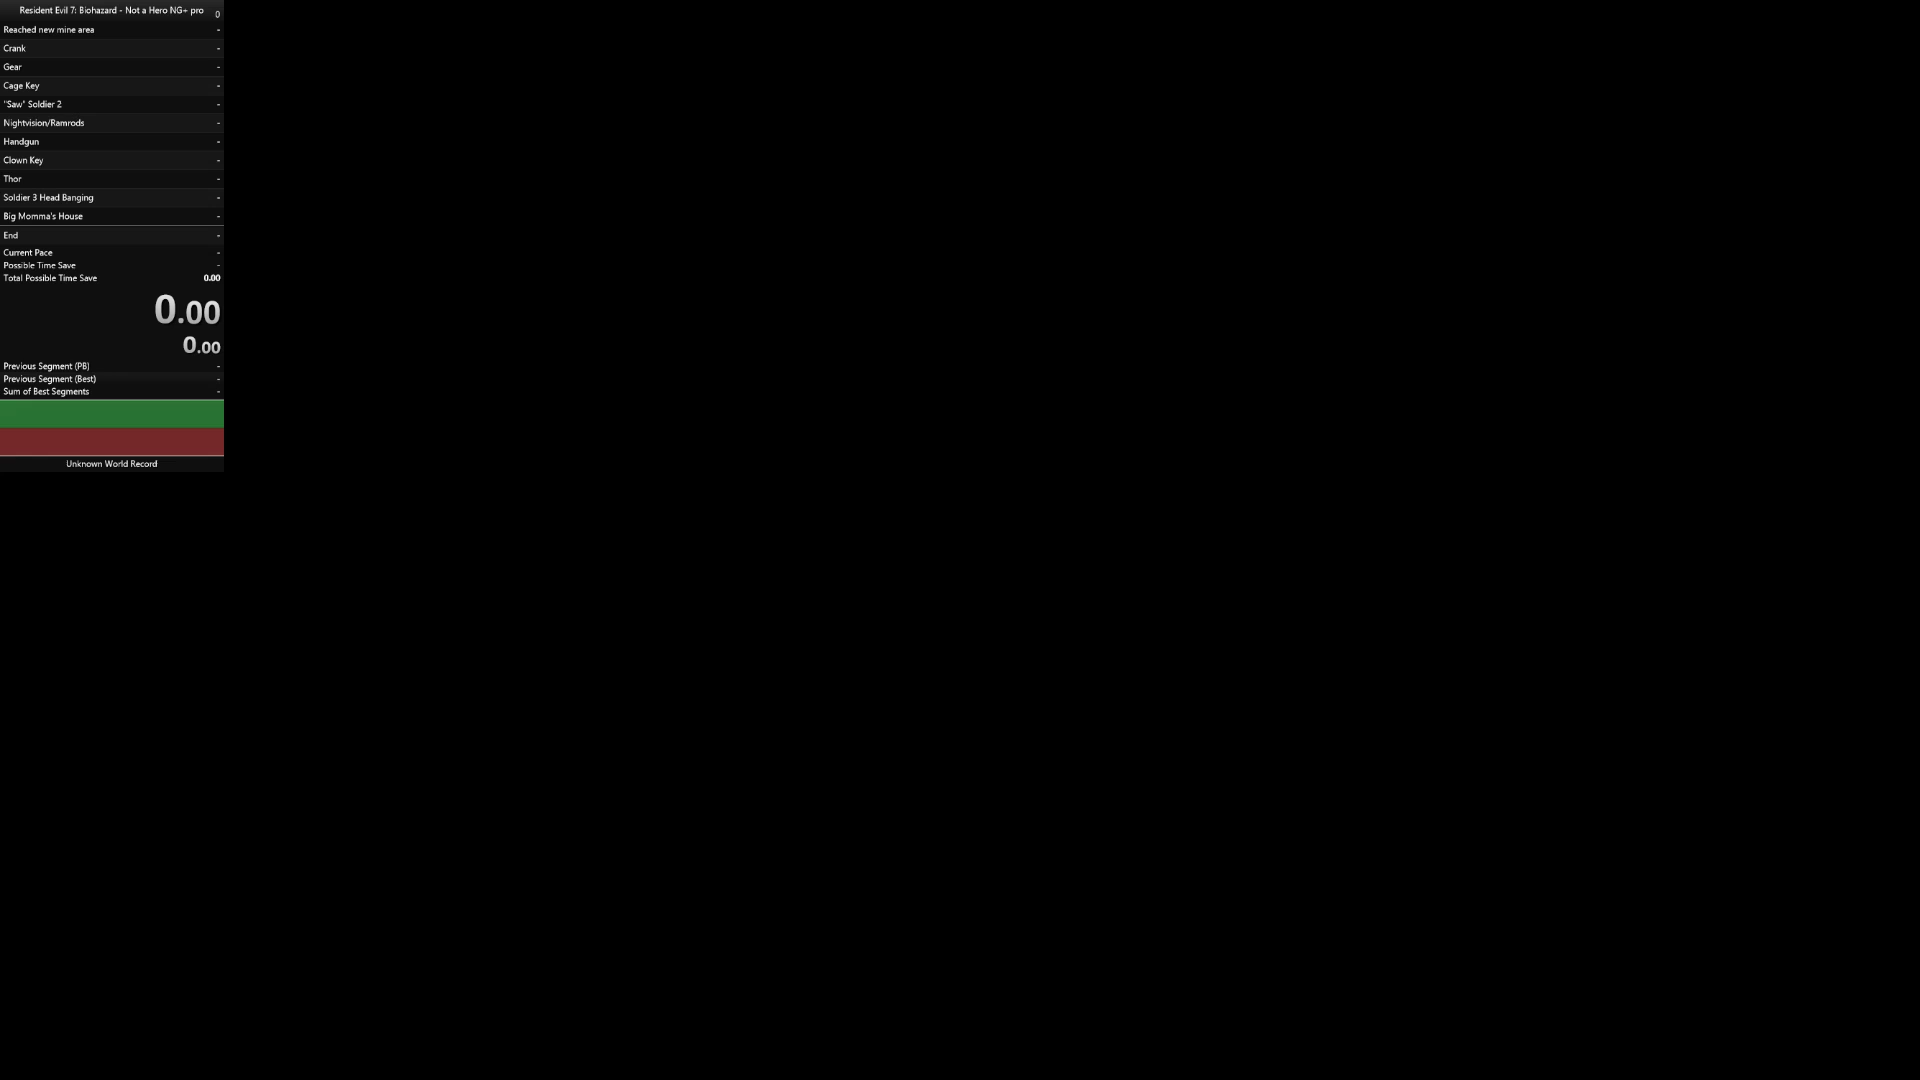 Resident Evil 7: Biohazard - Not a Hero NG+ pro 0
Reached new mine area -
Crank -
Gear -
Cage Key -
"Saw" Soldier 2 -
Nightvision/Ramrods -
Handgun -
Clown Key -
Thor -
Soldier 3 Head Banging -
Big Momma's House -
End -
Current Pace -
Possible Time Save -
Total Possible Time Save 0.00
0.00
0.00
Previous Segment (PB) -
Previous Segment (Best) -
Sum of Best Segments -
Unknown World Record